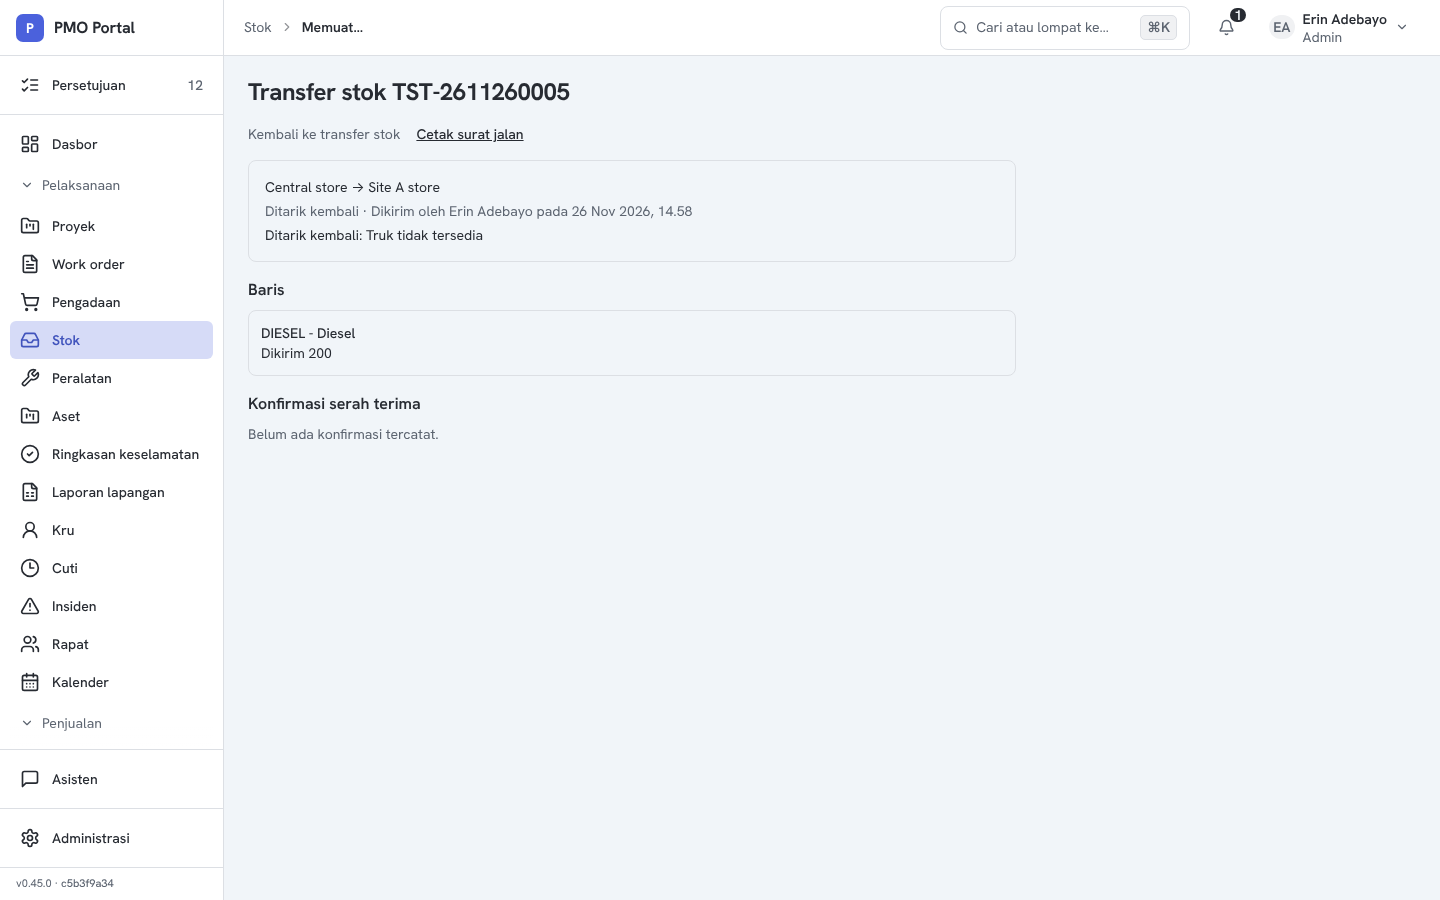 P PMO Portal
Persetujuan 12
Dasbor
Pelaksanaan
Proyek
Work order
Pengadaan
Stok
Peralatan
Aset
Ringkasan keselamatan
Laporan lapangan
Kru
Cuti
Insiden
Rapat
Kalender
Penjualan
Asisten
Administrasi
v0.45.0 · c5b3f9a34
Stok > Memuat...
Cari atau lompat ke... ⌘K
1
EA Erin Adebayo
Admin
Transfer stok TST-2611260005
Kembali ke transfer stok Cetak surat jalan
Central store → Site A store
Ditarik kembali · Dikirim oleh Erin Adebayo pada 26 Nov 2026, 14.58
Ditarik kembali: Truk tidak tersedia
Baris
DIESEL - Diesel
Dikirim 200
Konfirmasi serah terima
Belum ada konfirmasi tercatat.